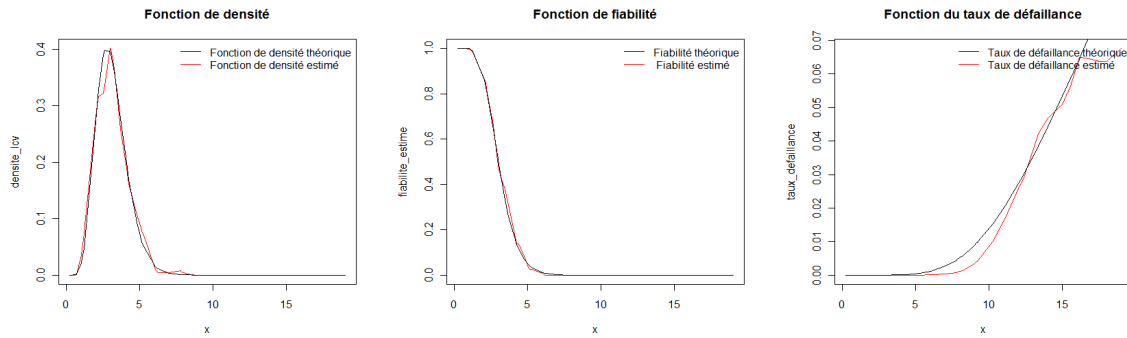 Fonction de densité
Fonction de densité théorique
Fonction de densité estimé
densite_lcv
0.0
0.1
0.2
0.3
0.4
0
5
10
15
x
Fonction de fiabilité
Fiabilité théorique
Fiabilité estimé
fiabilite_estime
0.0
0.2
0.4
0.6
0.8
1.0
0
5
10
15
x
Fonction du taux de défaillance
Taux de défaillance théorique
Taux de défaillance estimé
taux_defaillance
0.00
0.01
0.02
0.03
0.04
0.05
0.06
0.07
0
5
10
15
x